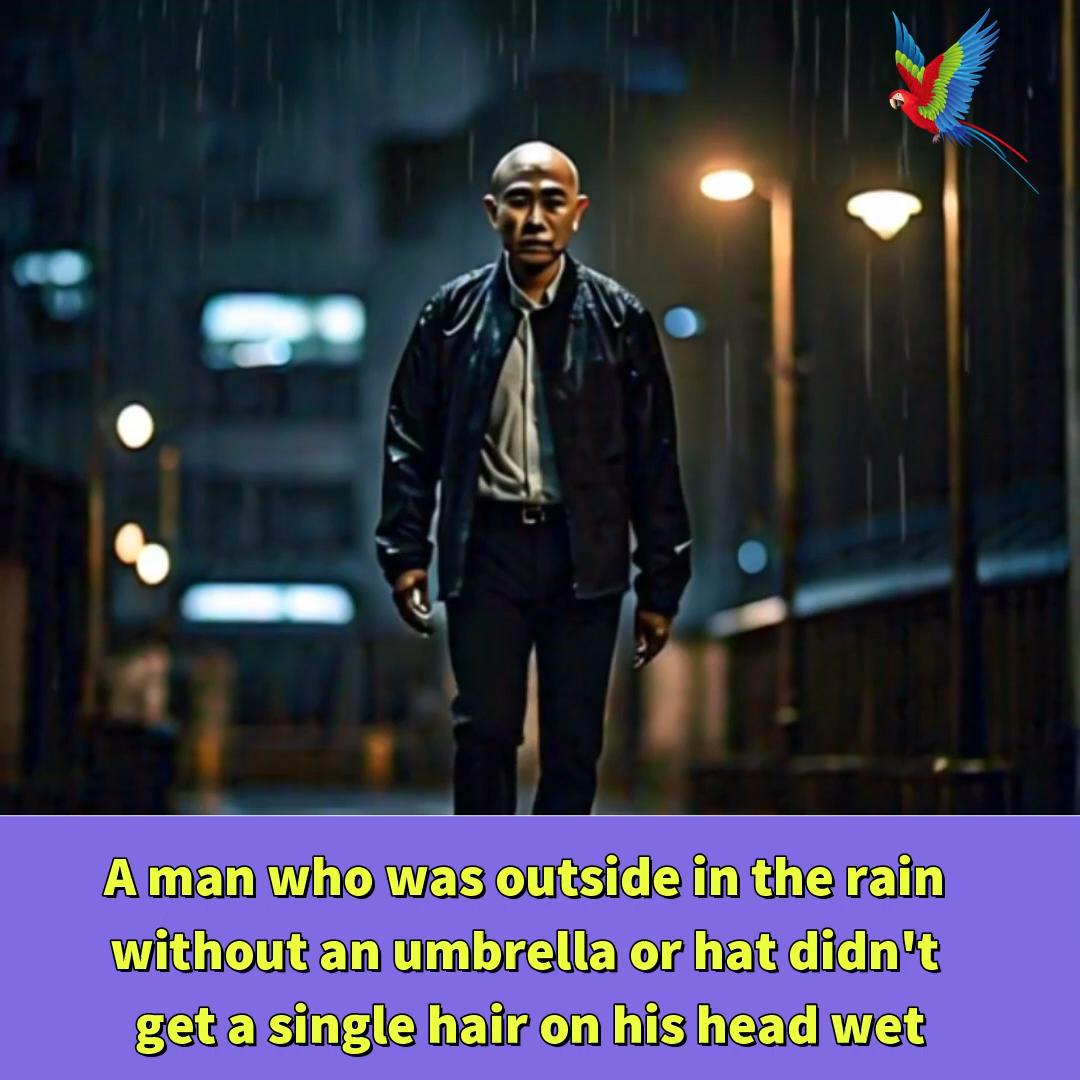 A man who was outside in the rain
without an umbrella or hat didn't
get a single hair on his head wet